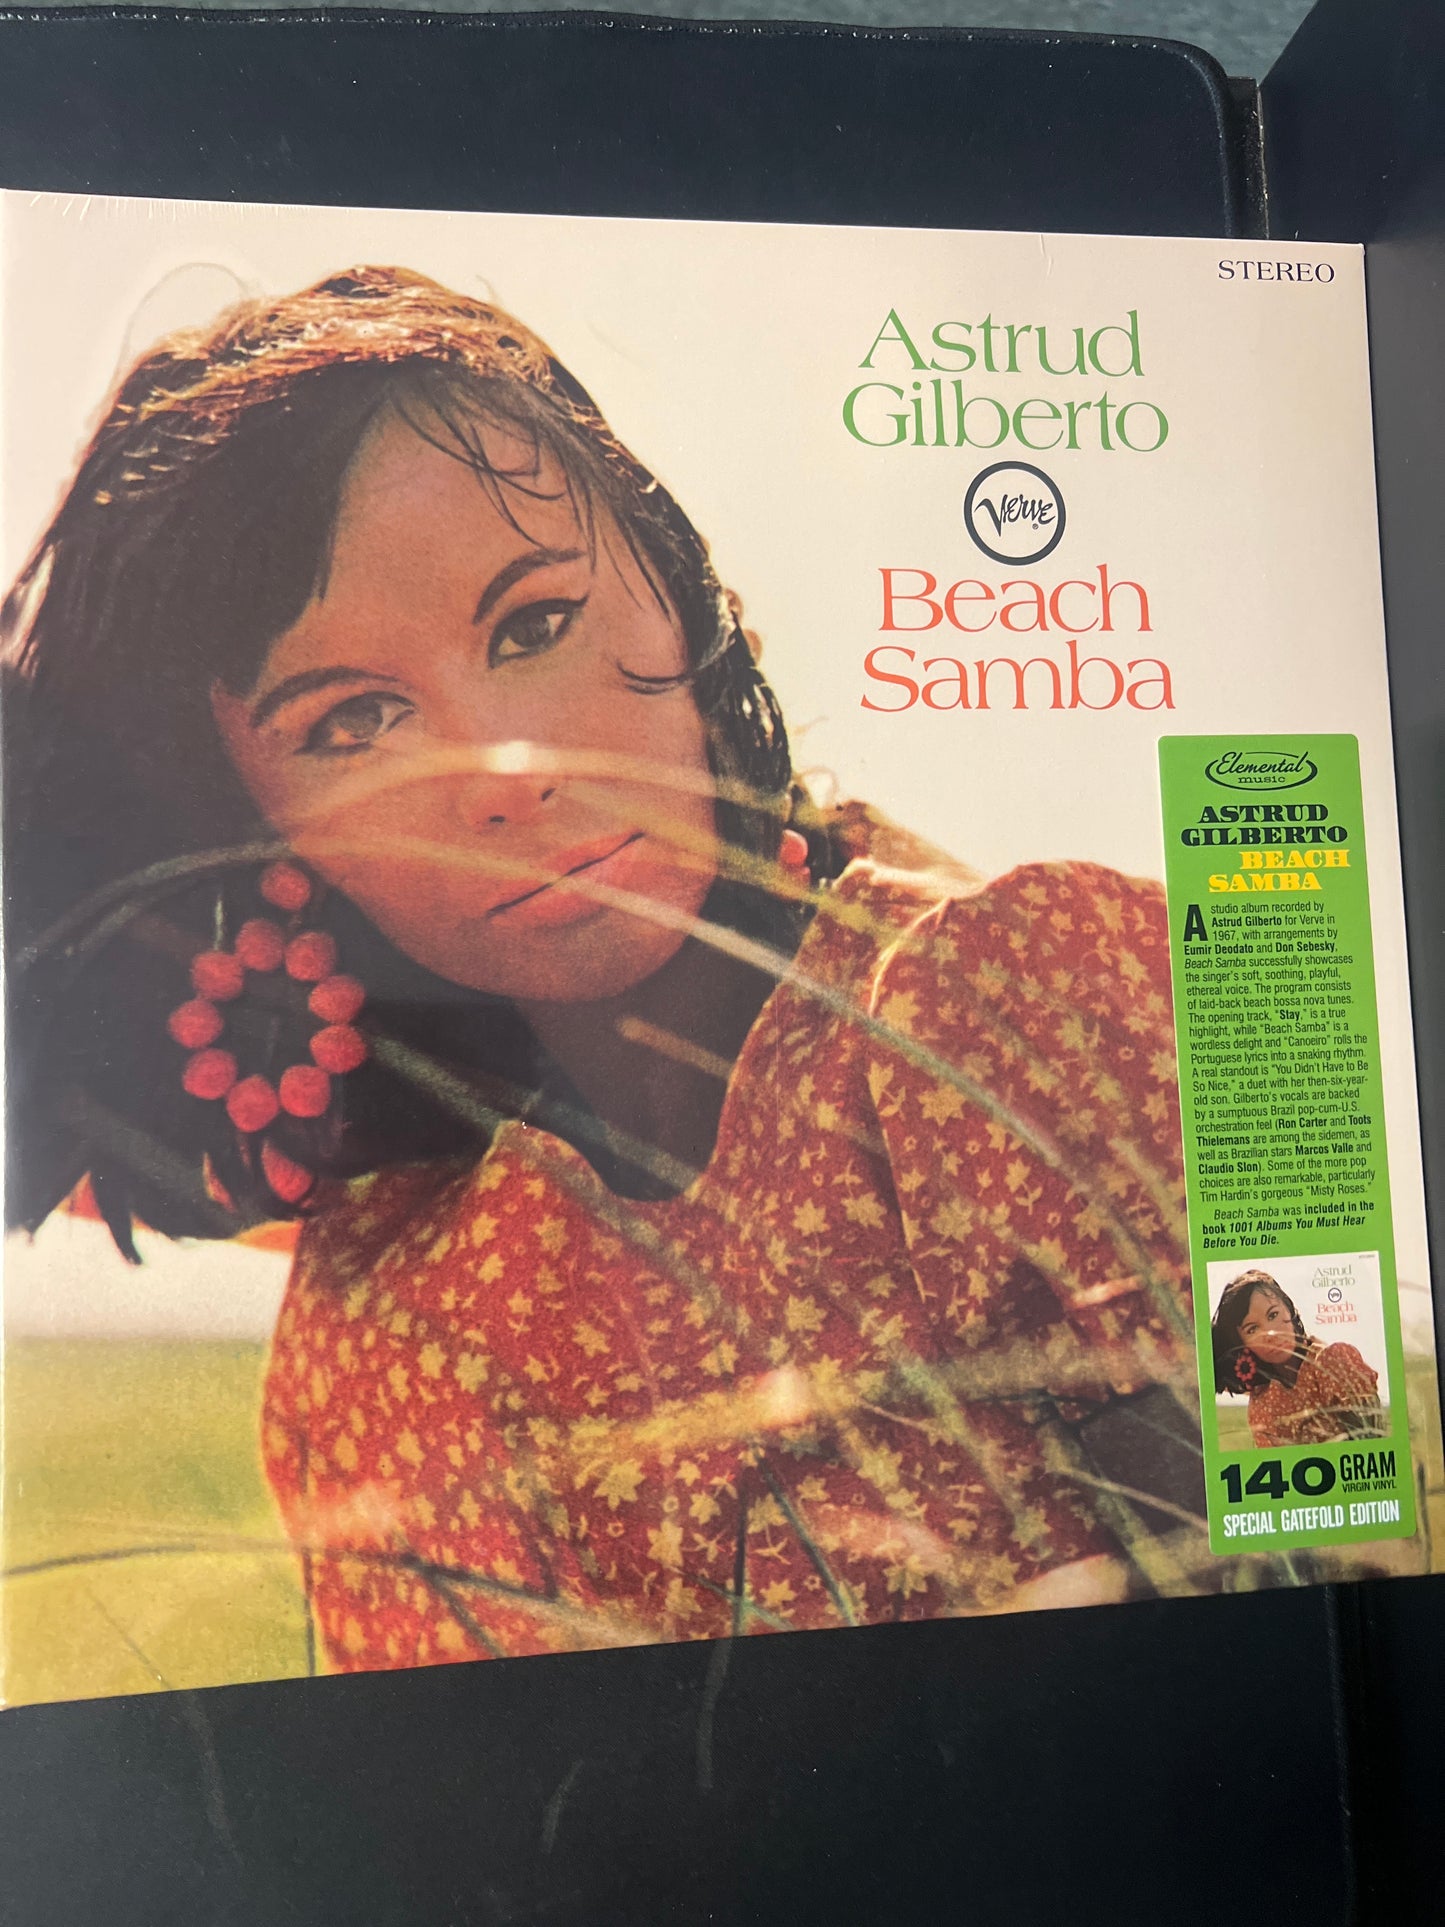 STEREO
Astrud
Gilberto
Verve
®
Beach
Samba
Elemental
music
ASTRUD
GILBERTO
BEACH
SAMBA
A studio album recorded by
Astrud Gilberto for Verve in
1967, with arrangements by
Eumir Deodato and Don Sebesky,
Beach Samba successfully showcases
the singer's soft, soothing, playful,
ethereal voice. The program consists
of laid-back beach bossa nova tunes.
The opening track, "Stay," is a true
highlight, while "Beach Samba" is a
wordless delight and "Canoeiro" rolls the
Portuguese lyrics into a snaking rhythm.
A real standout is "You Didn't Have to Be
So Nice," a duet with her then-six-year-
old son. Gilberto's vocals are backed
by a sumptuous Brazil pop-cum-U.S.
orchestration feel (Ron Carter and Toots
Thielemans are among the sidemen, as
well as Brazilian stars Marcos Valle and
Claudio Slon). Some of the more pop
choices are also remarkable, particularly
Tim Hardin's gorgeous "Misty Roses."
Beach Samba was included in the
book 1001 Albums You Must Hear
Before You Die.
Astrud
Gilberto
Beach
Samba
140 GRAM
VIRGIN VINYL
SPECIAL GATEFOLD EDITION